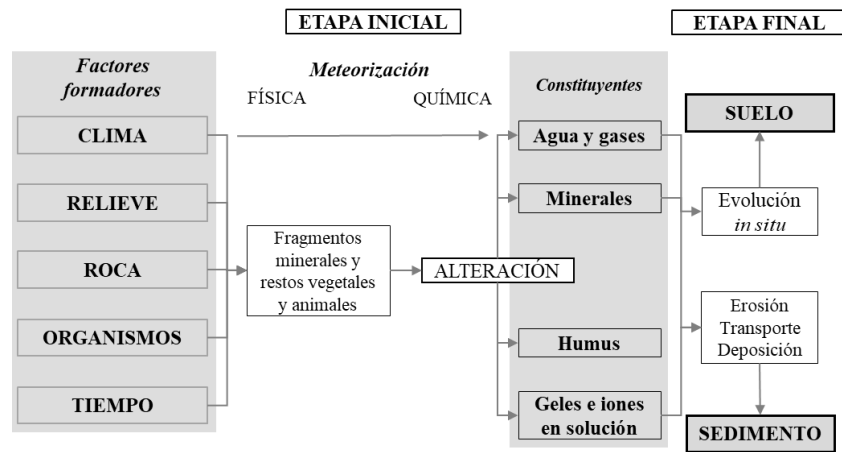 ETAPA INICIAL
ETAPA FINAL
Factores
formadores
Meteorización
FÍSICA
QUÍMICA
Constituyentes
CLIMA
RELIEVE
ROCA
ORGANISMOS
TIEMPO
Fragmentos
minerales y
restos vegetales
y animales
ALTERACIÓN
Agua y gases
Minerales
Humus
Geles e iones
en solución
SUELO
Evolución
in situ
Erosión
Transporte
Deposición
SEDIMENTO